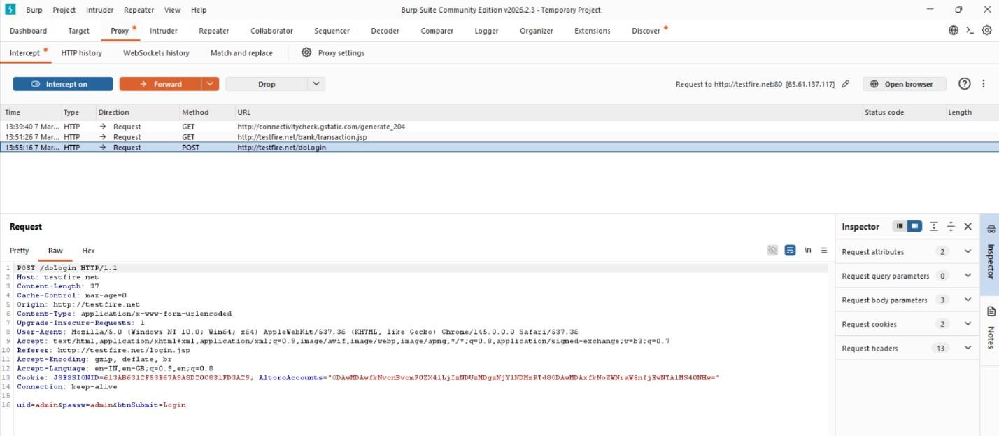 Burp Project Intruder Repeater View Help Burp Suite Community Edition v2026.2.3 - Temporary Project
Dashboard Target Proxy Intruder Repeater Collaborator Sequencer Decoder Comparer Logger Organizer Extensions Discover
Intercept HTTP history WebSockets history Match and replace Proxy settings
Intercept on Forward Drop Request to http://testfire.net:80 [65.61.137.117] Open browser
Time Type Direction Method URL Status code Length
13:39:40 7 Mar... HTTP → Request GET http://connectivitycheck.gstatic.com/generate_204
13:51:26 7 Mar... HTTP → Request GET http://testfire.net/bank/transaction.jsp
13:55:16 7 Mar... HTTP → Request POST http://testfire.net/doLogin
Request
Pretty Raw Hex \n
1 POST /doLogin HTTP/1.1
2 Host: testfire.net
3 Content-Length: 37
4 Cache-Control: max-age=0
5 Origin: http://testfire.net
6 Content-Type: application/x-www-form-urlencoded
7 Upgrade-Insecure-Requests: 1
8 User-Agent: Mozilla/5.0 (Windows NT 10.0; Win64; x64) AppleWebKit/537.36 (KHTML, like Gecko) Chrome/145.0.0.0 Safari/537.36
9 Accept: text/html,application/xhtml+xml,application/xml;q=0.9,image/avif,image/webp,image/apng,*/*;q=0.8,application/signed-exchange;v=b3;q=0.7
10 Referer: http://testfire.net/login.jsp
11 Accept-Encoding: gzip, deflate, br
12 Accept-Language: en-IN,en-GB;q=0.9,en;q=0.8
13 Cookie: JSESSIONID= AltoroAccounts=
14 Connection: keep-alive
15
16 uid=admin&passw=admin&btnSubmit=Login
Inspector
Request attributes 2
Request query parameters 0
Request body parameters 3
Request cookies 2
Request headers 13
Inspector
Notes